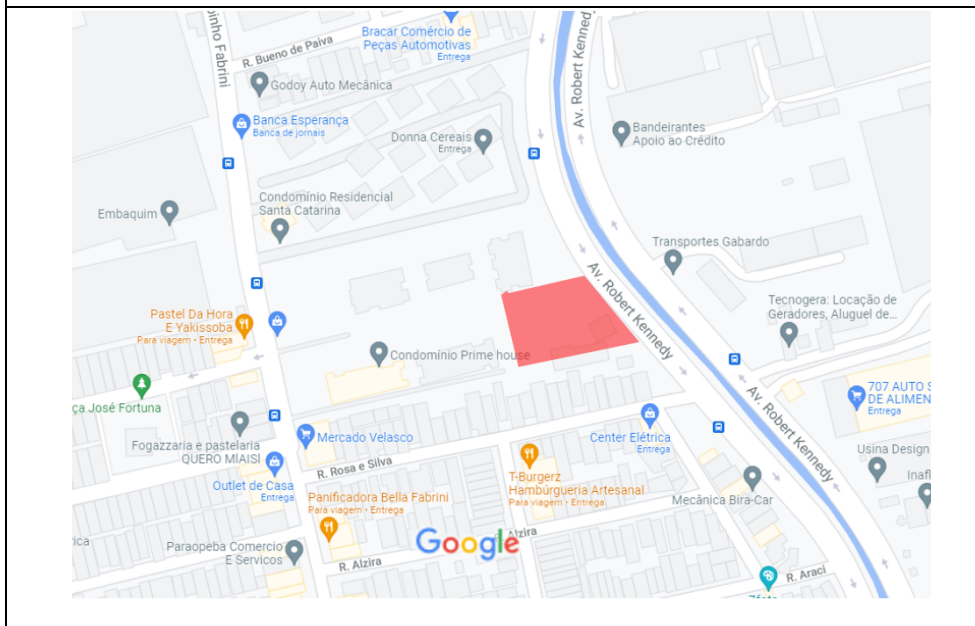 inho Fabrini
R. Bueno de Paiva
Bracar Comércio de
Peças Automotivas
Entrega
Godoy Auto Mecânica
Av. Robert Kennedy
Banca Esperança
Banca de jornais
Donna Cereais
Entrega
Bandeirantes
Apoio ao Crédito
Condomínio Residencial
Santa Catarina
Embaquim
Transportes Gabardo
Av. Robert Kennedy
Tecnogera: Locação de
Geradores, Aluguel de...
Pastel Da Hora
E Yakissoba
Para viagem • Entrega
Condomínio Prime house
ça José Fortuna
707 AUTO S
DE ALIMEN
Entrega
Av. Robert Kennedy
Fogazzaria e pastelaria
QUERO MAIS!
Mercado Velasco
Center Elétrica
Entrega
Usina Design
Inafl
R. Rosa e Silva
Outlet de Casa
Entrega
T-Burgerz
Hambúrgueria Artesanal
Para viagem • Entrega
Mecânica Bira-Car
Panificadora Bella Fabrini
Para viagem • Entrega
rica
Paraopeba Comercio
E Servicos
Google
Alzira
R. Alzira
R. Araci